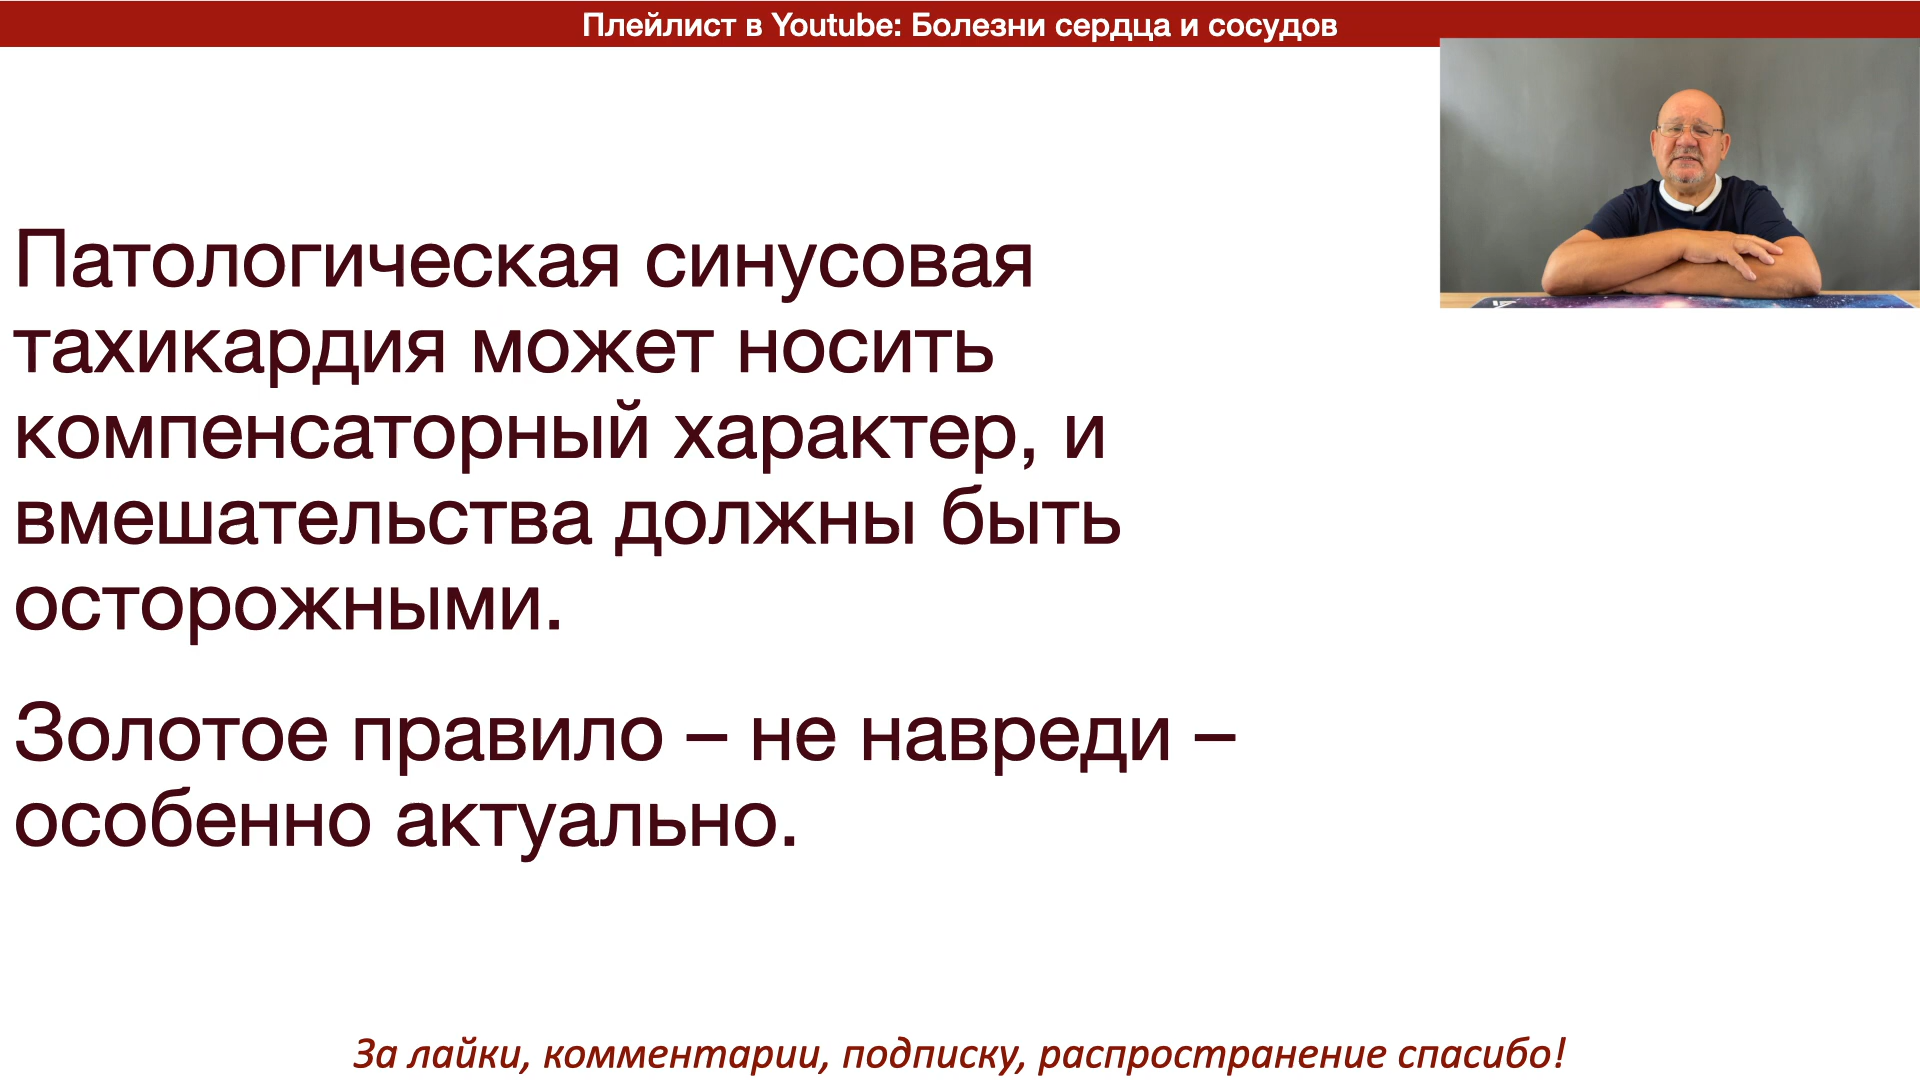 Плейлист в Youtube: Болезни сердца и сосудов
Патологическая синусовая
тахикардия может носить
компенсаторный характер, и
вмешательства должны быть
осторожными.
Золотое правило – не навреди –
особенно актуально.
За лайки, комментарии, подписку, распространение спасибо!